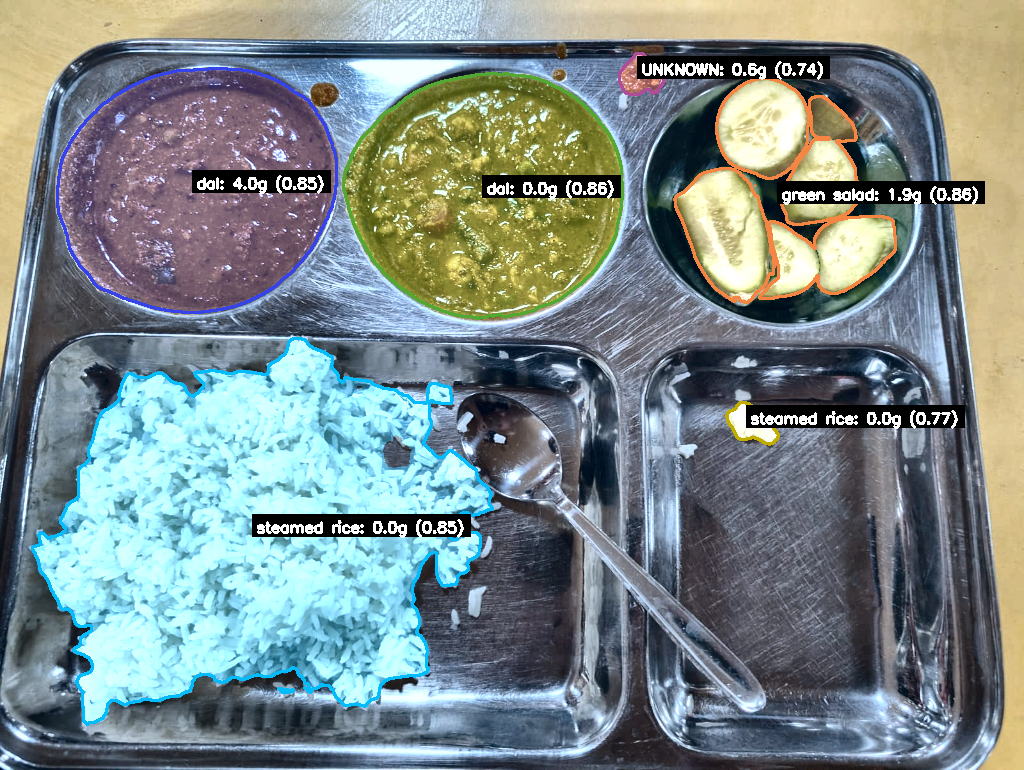 UNKNOWN: 0.6g (0.74)
dal: 4.0g (0.85)
dal: 0.0g (0.86)
green salad: 1.9g (0.86)
steamed rice: 0.0g (0.77)
steamed rice: 0.0g (0.85)